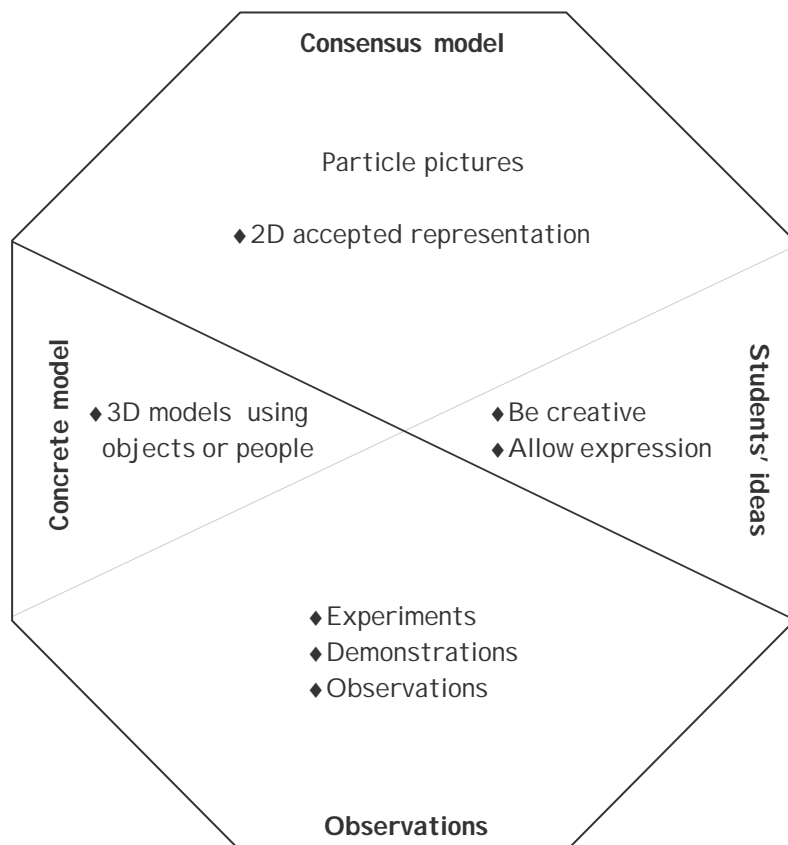 Consensus model
Particle pictures
♦ 2D accepted representation
Concrete model
♦ 3D models using
objects or people
♦ Be creative
♦ Allow expression
Students' ideas
♦ Experiments
♦ Demonstrations
♦ Observations
Observations